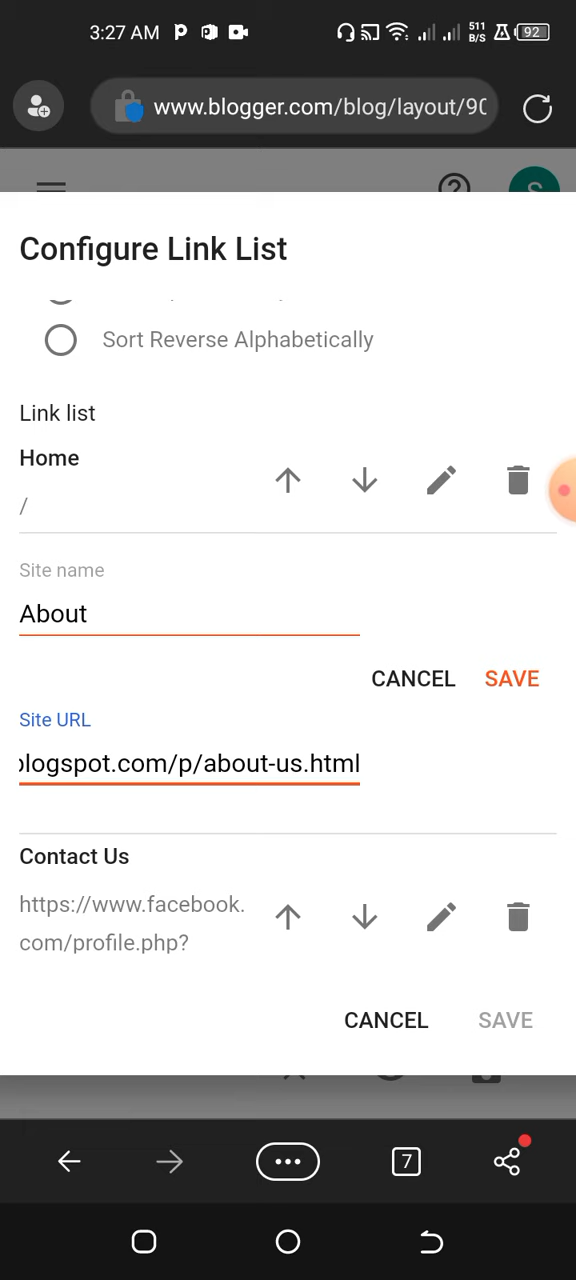 3:27 AM
511
B/S
92
www.blogger.com/blog/layout/90
S
Configure Link List
Sort Reverse Alphabetically
Link list
Home
/
Site name
About
CANCEL SAVE
Site URL
blogspot.com/p/about-us.html
Contact Us
https://www.facebook.
com/profile.php?
CANCEL SAVE
7